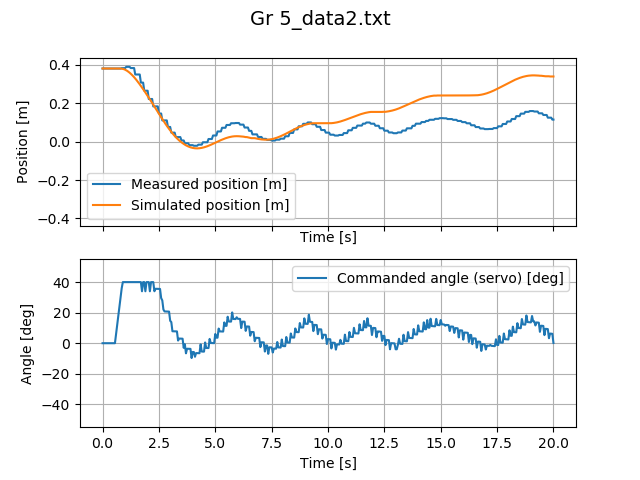 Gr 5_data2.txt
Position [m]
0.4
0.2
0.0
−0.2
−0.4
Measured position [m]
Simulated position [m]
Time [s]
Angle [deg]
40
20
0
−20
−40
Commanded angle (servo) [deg]
0.0 2.5 5.0 7.5 10.0 12.5 15.0 17.5 20.0
Time [s]